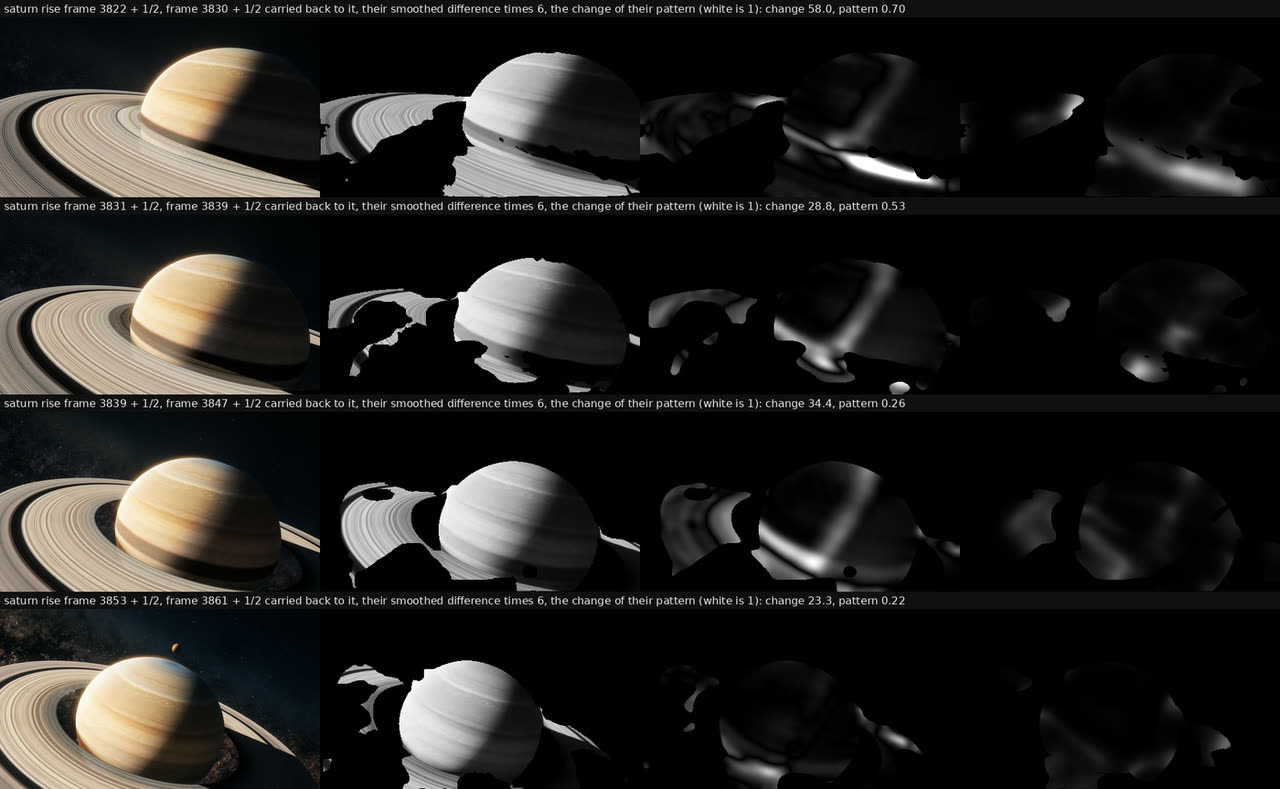 saturn rise frame 3822 + 1/2, frame 3830 + 1/2 carried back to it, their smoothed difference times 6, the change of their pattern (white is 1): change 58.0, pattern 0.70
saturn rise frame 3831 + 1/2, frame 3839 + 1/2 carried back to it, their smoothed difference times 6, the change of their pattern (white is 1): change 28.8, pattern 0.53
saturn rise frame 3839 + 1/2, frame 3847 + 1/2 carried back to it, their smoothed difference times 6, the change of their pattern (white is 1): change 34.4, pattern 0.26
saturn rise frame 3853 + 1/2, frame 3861 + 1/2 carried back to it, their smoothed difference times 6, the change of their pattern (white is 1): change 23.3, pattern 0.22